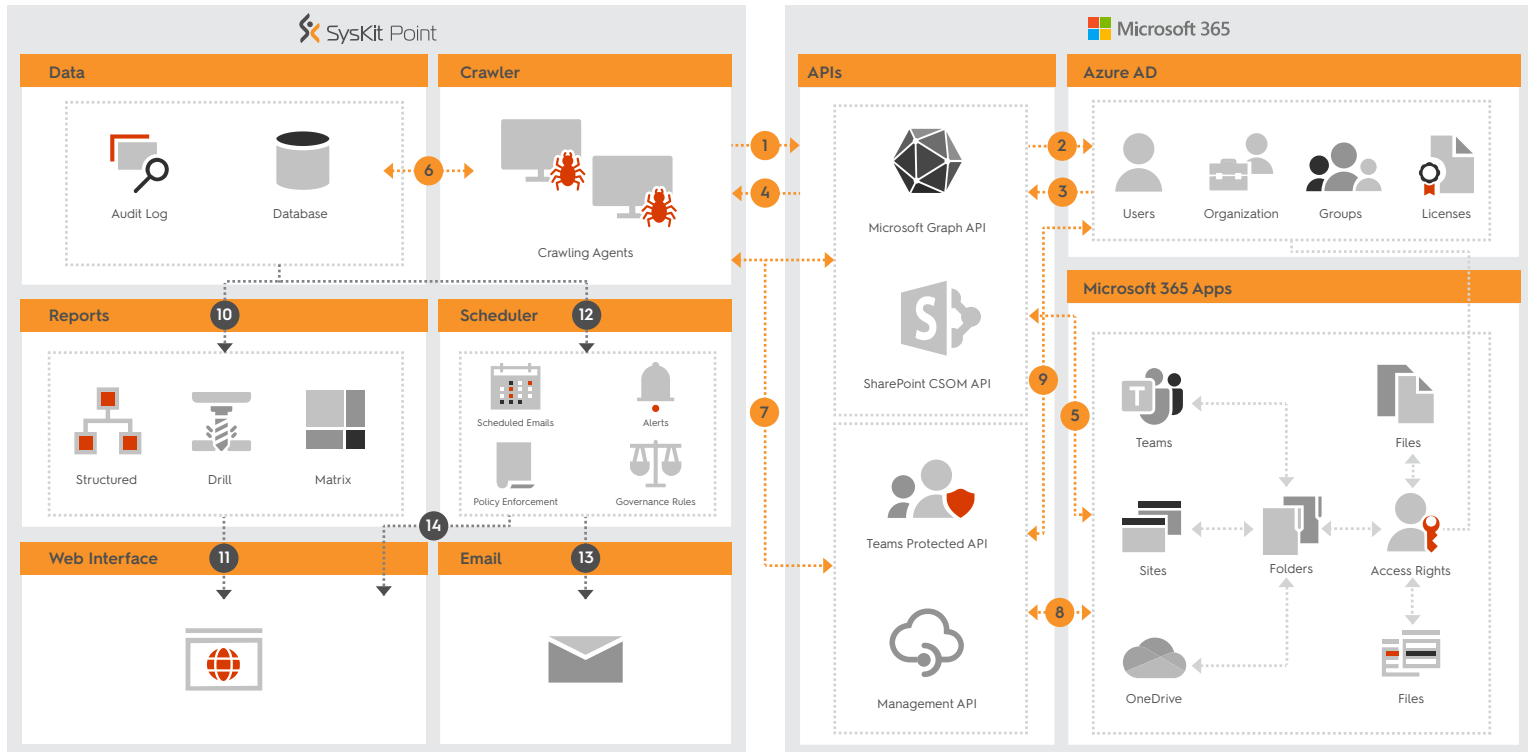 SysKit Point
Data
Crawler
Audit Log
Database
6
Crawling Agents
10
12
Reports
Scheduler
Structured
Drill
Matrix
Scheduled Emails
Alerts
Policy Enforcement
Governance Rules
14
11
13
Web Interface
Email
1
4
7
Microsoft 365
APIs
Azure AD
Microsoft Graph API
SharePoint CSOM API
Teams Protected API
Management API
2
3
9
5
8
Users
Organization
Groups
Licenses
Microsoft 365 Apps
T
Teams
Files
S
Sites
Folders
Access Rights
OneDrive
Files